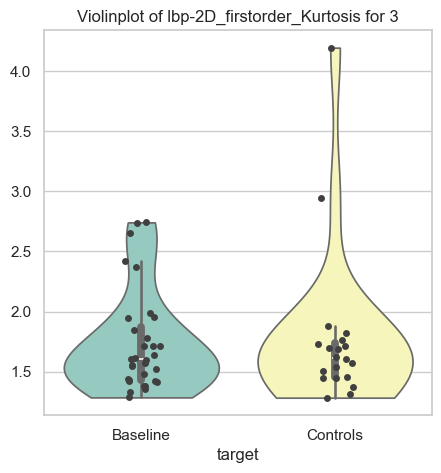 Violinplot of lbp-2D_firstorder_Kurtosis for 3
4.0
3.5
3.0
2.5
2.0
1.5
Baseline Controls
target